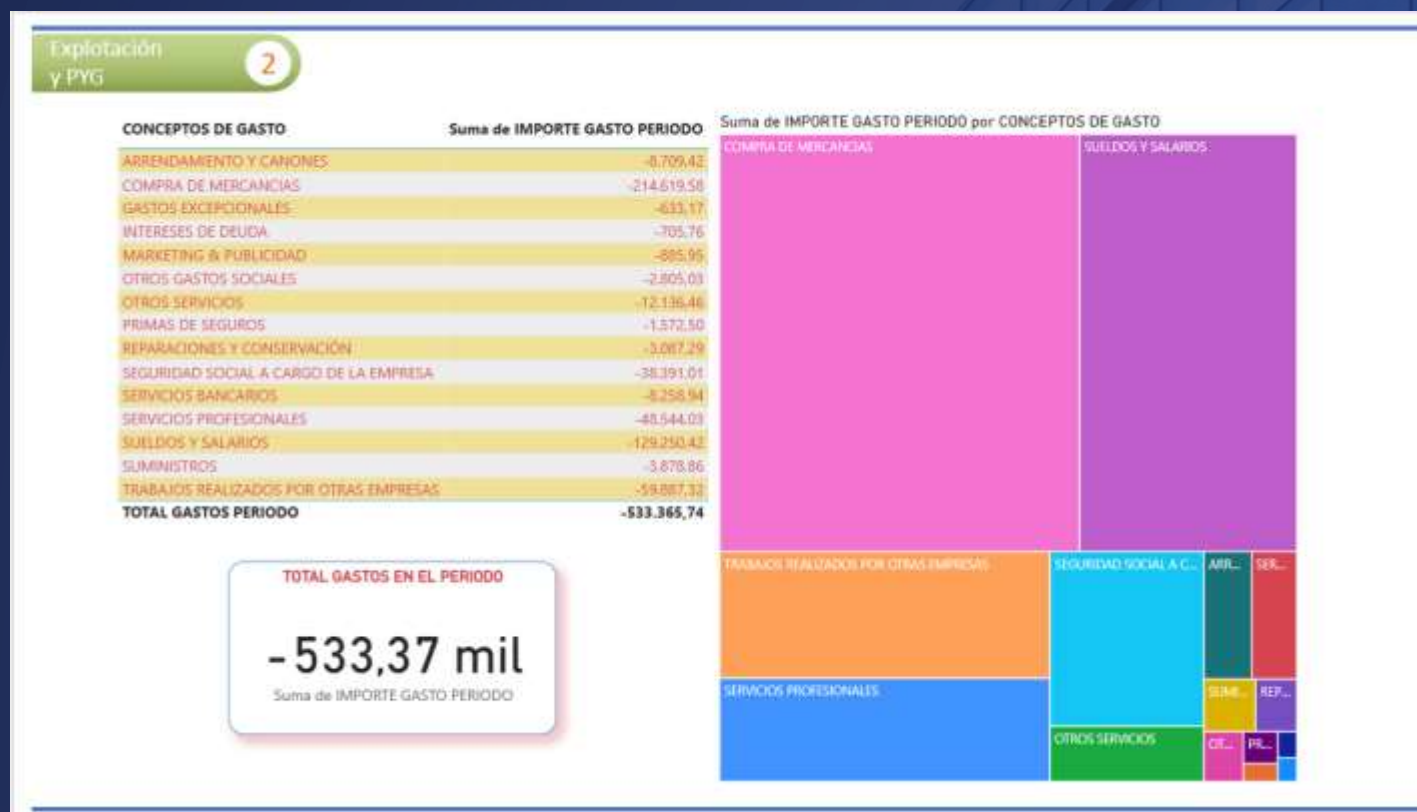 Explotación
y PYG
2
CONCEPTOS DE GASTO Suma de IMPORTE GASTO PERIODO
ARRENDAMIENTO Y CANONES -8.709,42
COMPRA DE MERCANCIAS -214.619,58
GASTOS EXCEPCIONALES -633,17
INTERESES DE DEUDA -705,76
MARKETING & PUBLICIDAD -885,95
OTROS GASTOS SOCIALES -2.805,03
OTROS SERVICIOS -12.136,46
PRIMAS DE SEGUROS -1.572,50
REPARACIONES Y CONSERVACIÓN -3.087,29
SEGURIDAD SOCIAL A CARGO DE LA EMPRESA -38.391,01
SERVICIOS BANCARIOS -8.258,94
SERVICIOS PROFESIONALES -48.544,03
SUELDOS Y SALARIOS -129.250,42
SUMINISTROS -3.878,86
TRABAJOS REALIZADOS POR OTRAS EMPRESAS -59.887,32
TOTAL GASTOS PERIODO -533.365,74
TOTAL GASTOS EN EL PERIODO
-533,37 mil
Suma de IMPORTE GASTO PERIODO
Suma de IMPORTE GASTO PERIODO por CONCEPTOS DE GASTO
COMPRA DE MERCANCIAS SUELDOS Y SALARIOS
TRABAJOS REALIZADOS POR OTRAS EMPRESAS SEGURIDAD SOCIAL A C... ARR... SER...
SERVICIOS PROFESIONALES SUMI... REP...
OTROS SERVICIOS OT... PR...